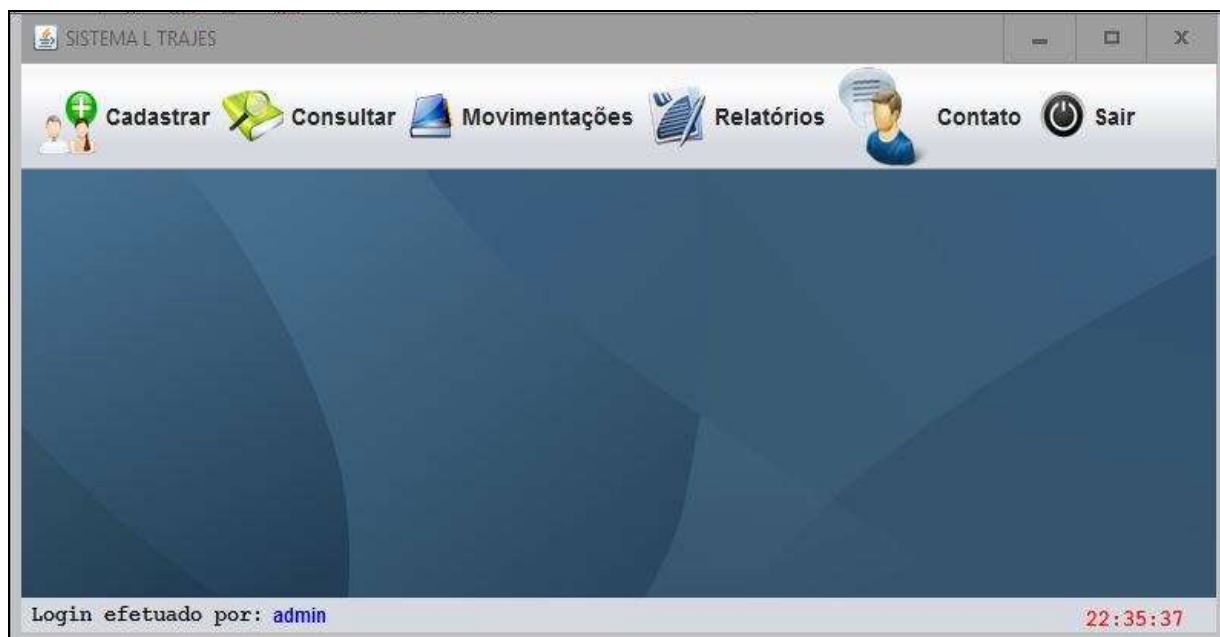 SISTEMA L TRAJES
Cadastrar Consultar Movimentações Relatórios Contato Sair
Login efetuado por: admin
22:35:37